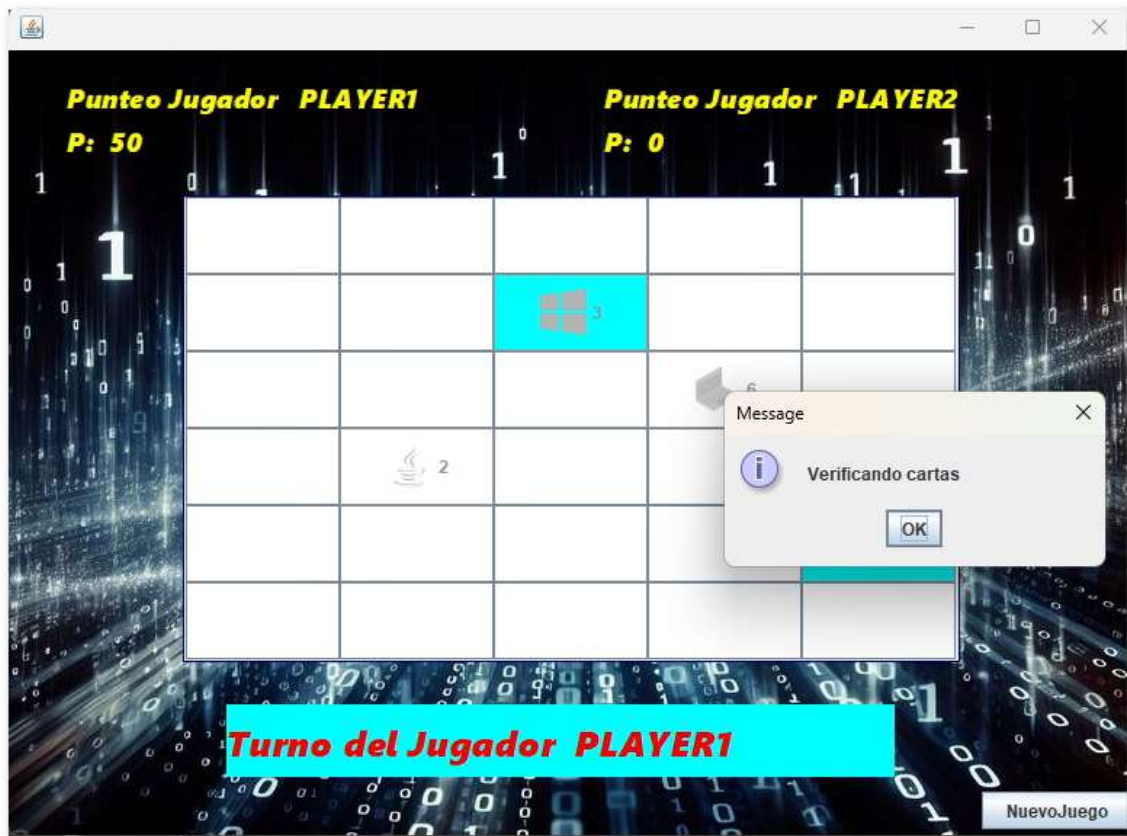 Punteo Jugador PLAYER1
Punteo Jugador PLAYER2
P: 50
P: 0
3
6
Message
2
Verificando cartas
OK
Turno del Jugador PLAYER1
NuevoJuego